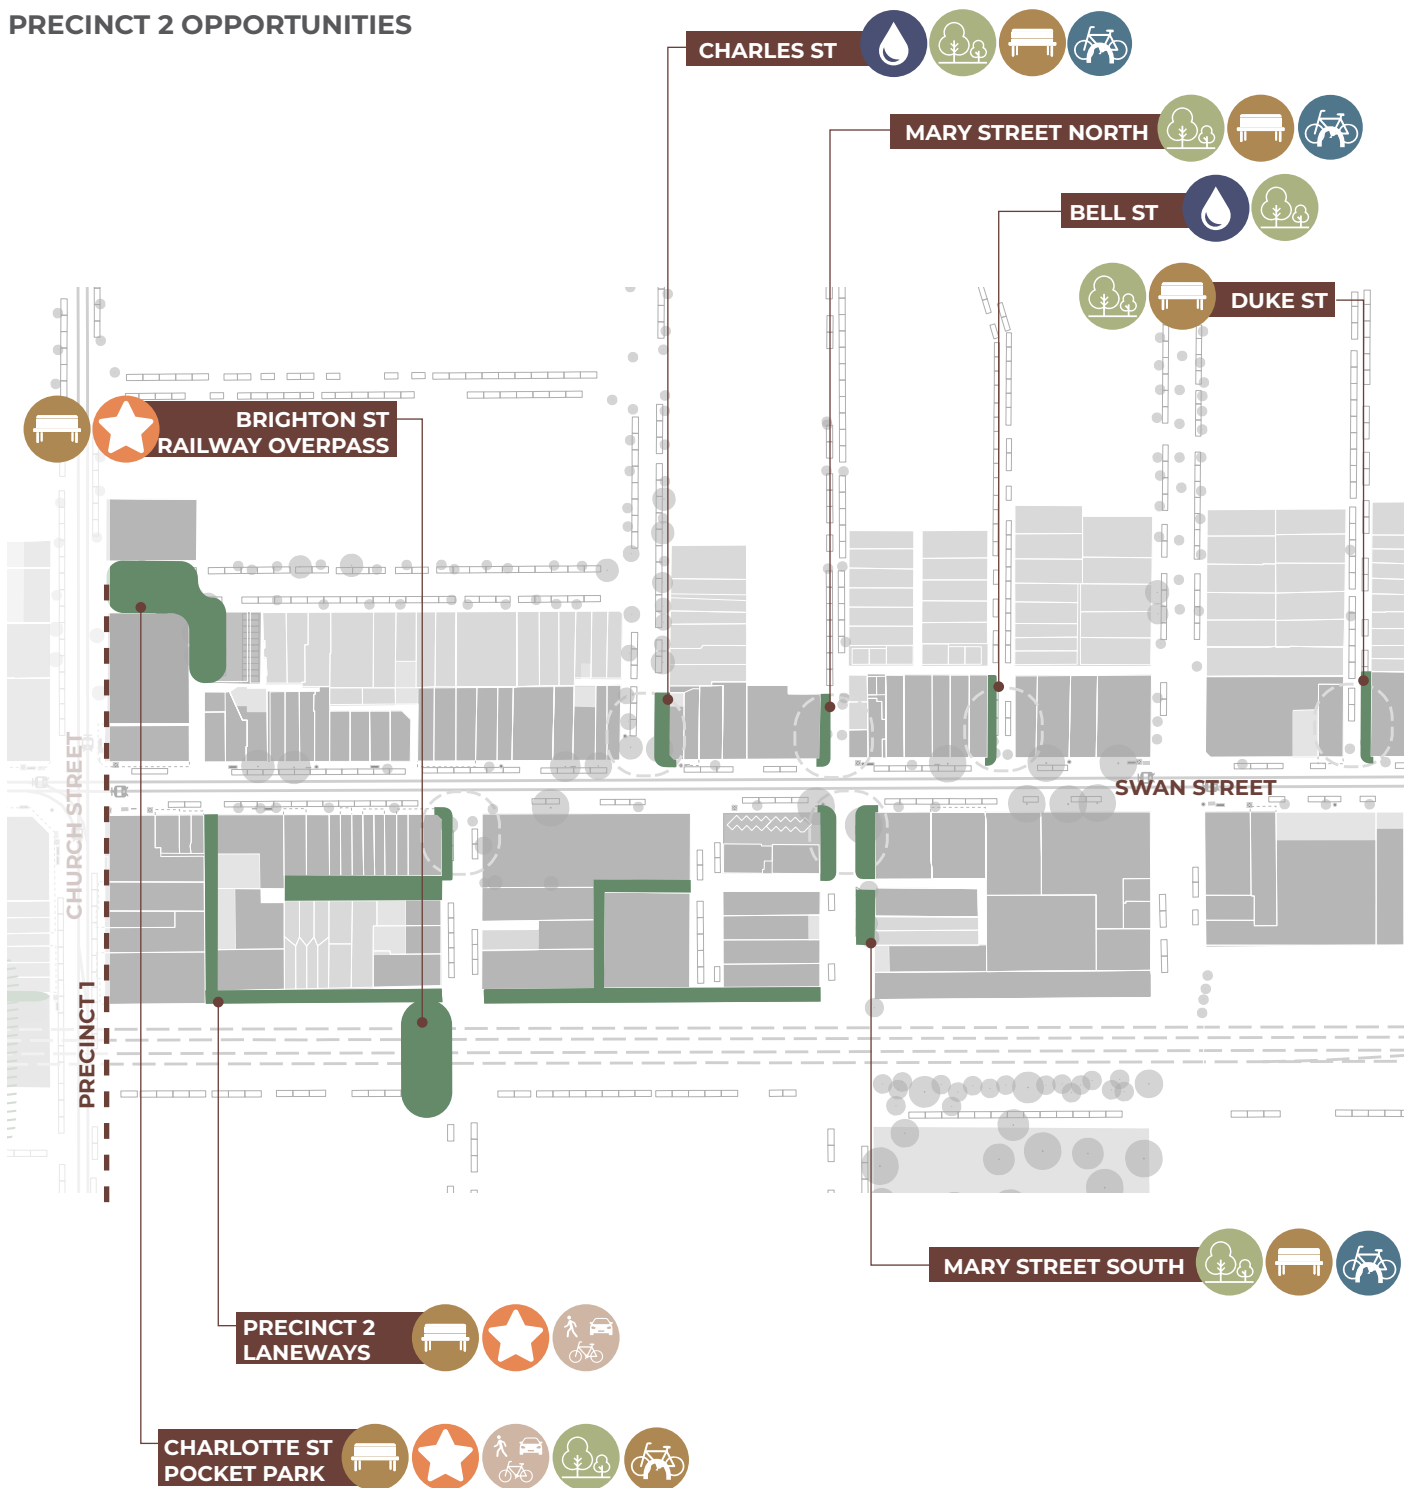 PRECINCT 2 OPPORTUNITIES
CHARLES ST
MARY STREET NORTH
BELL ST
DUKE ST
BRIGHTON ST
RAILWAY OVERPASS
CHURCH STREET
SWAN STREET
PRECINCT 1
MARY STREET SOUTH
PRECINCT 2
LANEWAYS
CHARLOTTE ST
POCKET PARK